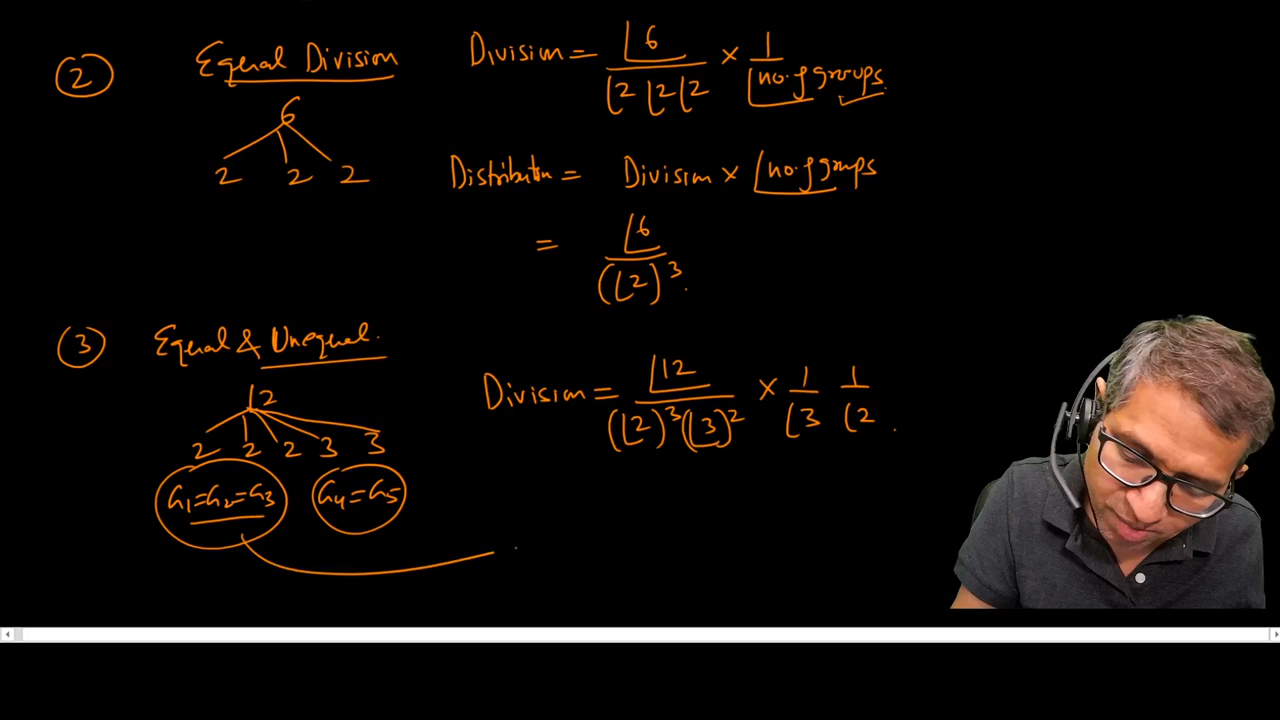 ② Equal Division
6
2 2 2
Division = ⌊6 / ⌊2 ⌊2 ⌊2 × 1 / ⌊no. of groups
Distributn = Division × ⌊no. of groups
= ⌊6 / (⌊2)³.
③ Equal & Unequal.
12
2 2 2 3 3
G1=G2=G3 G4=G5
Division = ⌊12 / (⌊2)³(⌊3)² × 1/⌊3 1/⌊2.